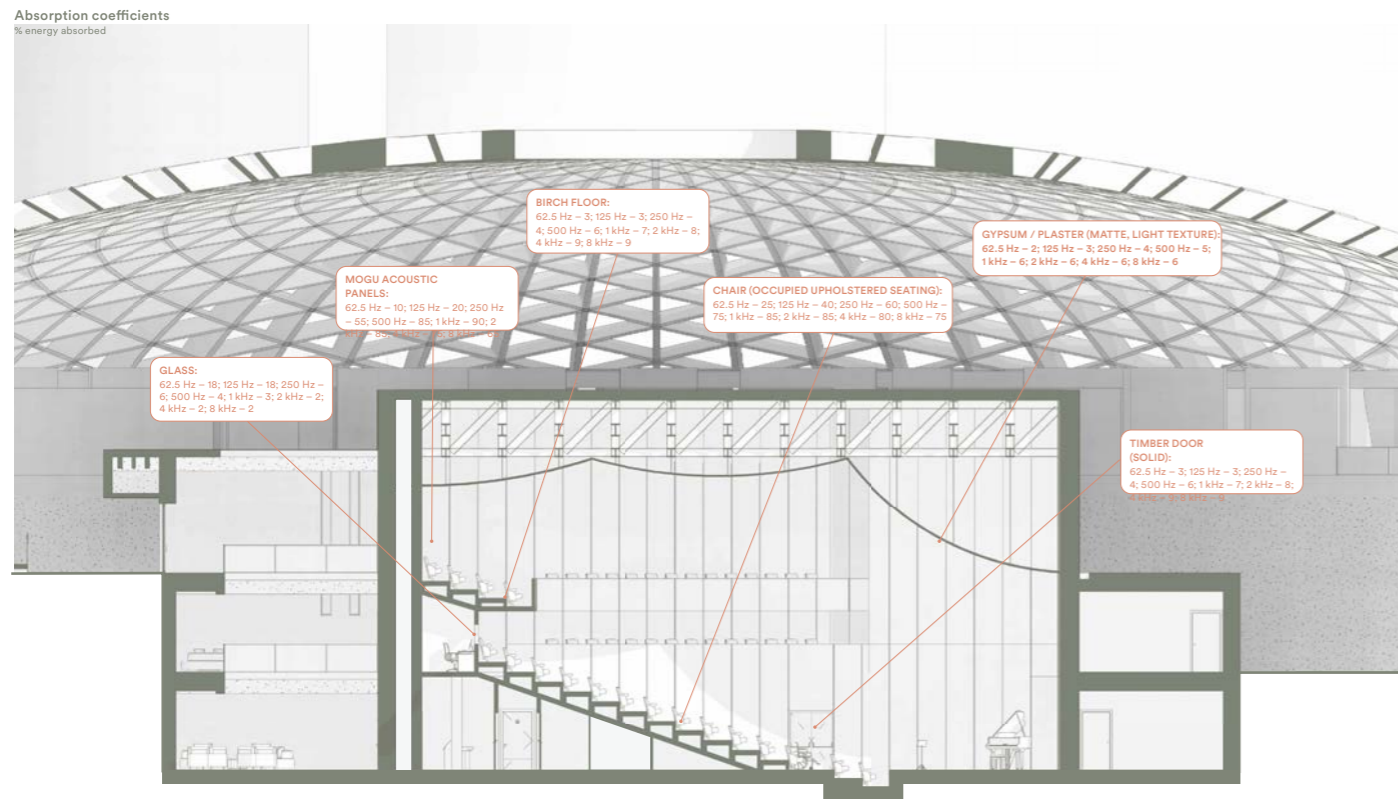 Absorption coefficients
% energy absorbed
BIRCH FLOOR:
62.5 Hz – 3; 125 Hz – 3; 250 Hz –
4; 500 Hz – 6; 1 kHz – 7; 2 kHz – 8;
4 kHz – 9; 8 kHz – 9
GYPSUM / PLASTER (MATTE, LIGHT TEXTURE):
62.5 Hz – 2; 125 Hz – 3; 250 Hz – 4; 500 Hz – 5;
1 kHz – 6; 2 kHz – 6; 4 kHz – 6; 8 kHz – 6
MOGU ACOUSTIC
PANELS:
62.5 Hz – 10; 125 Hz – 20; 250 Hz
– 55; 500 Hz – 85; 1 kHz – 90; 2
CHAIR (OCCUPIED UPHOLSTERED SEATING):
62.5 Hz – 25; 125 Hz – 40; 250 Hz – 60; 500 Hz –
75; 1 kHz – 85; 2 kHz – 85; 4 kHz – 80; 8 kHz – 75
GLASS:
62.5 Hz – 18; 125 Hz – 18; 250 Hz –
6; 500 Hz – 4; 1 kHz – 3; 2 kHz – 2;
4 kHz – 2; 8 kHz – 2
TIMBER DOOR
(SOLID):
62.5 Hz – 3; 125 Hz – 3; 250 Hz –
4; 500 Hz – 6; 1 kHz – 7; 2 kHz – 8;
4 kHz – 9; 8 kHz – 9